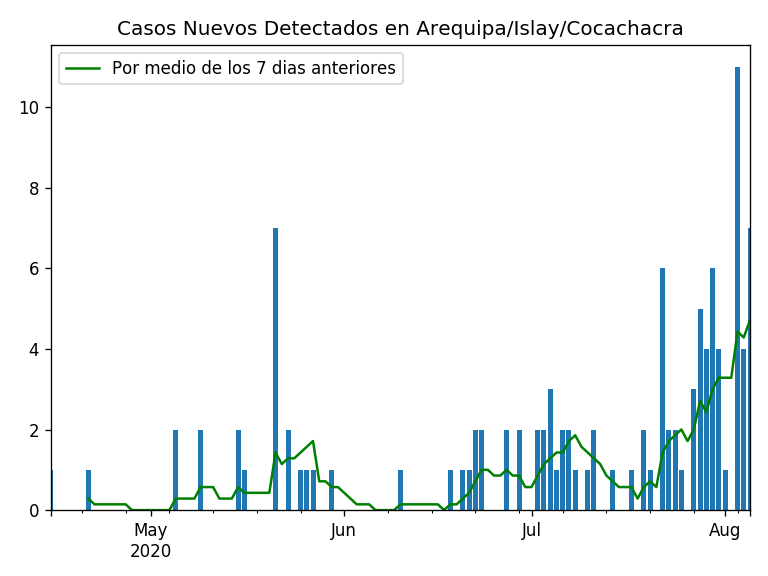 Casos Nuevos Detectados en Arequipa/Islay/Cocachacra
Por medio de los 7 dias anteriores
10
8
6
4
2
0
May
2020
Jun
Jul
Aug